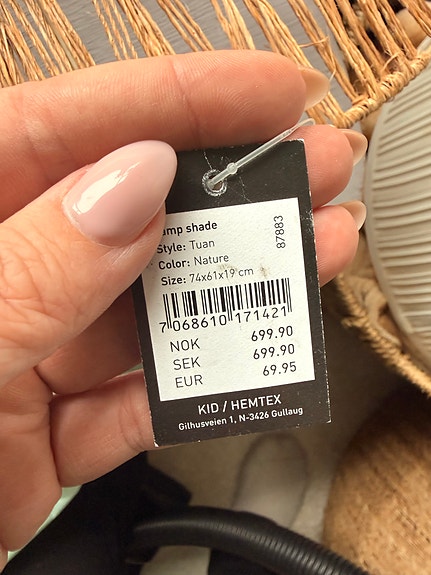 amp shade
Style: Tuan
Color: Nature
Size: 74x61x19 cm
87883
7 068610 171421
NOK 699.90
SEK 699.90
EUR 69.95
KID / HEMTEX
Gilhusveien 1, N-3426 Gullaug